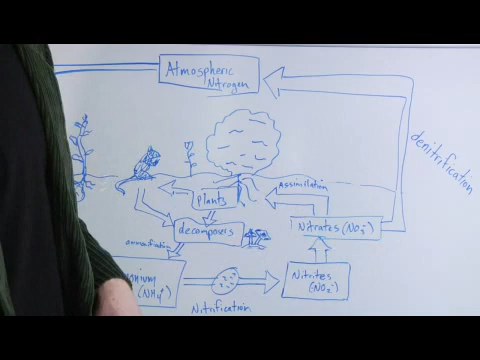 Atmospheric
Nitrogen
denitrification
Assimilation
Plants
Nitrates (NO3-)
decomposers
ammonification
(NH4+)
Nitrification
Nitrites
(NO2-)